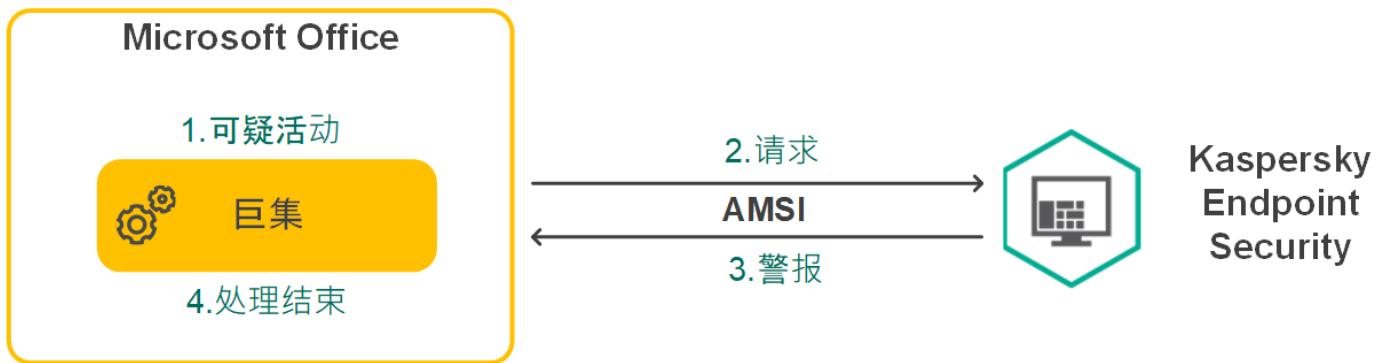 Microsoft Office
1.可疑活动
巨集
4.处理结束
2.请求
AMSI
3.警报
Kaspersky
Endpoint
Security